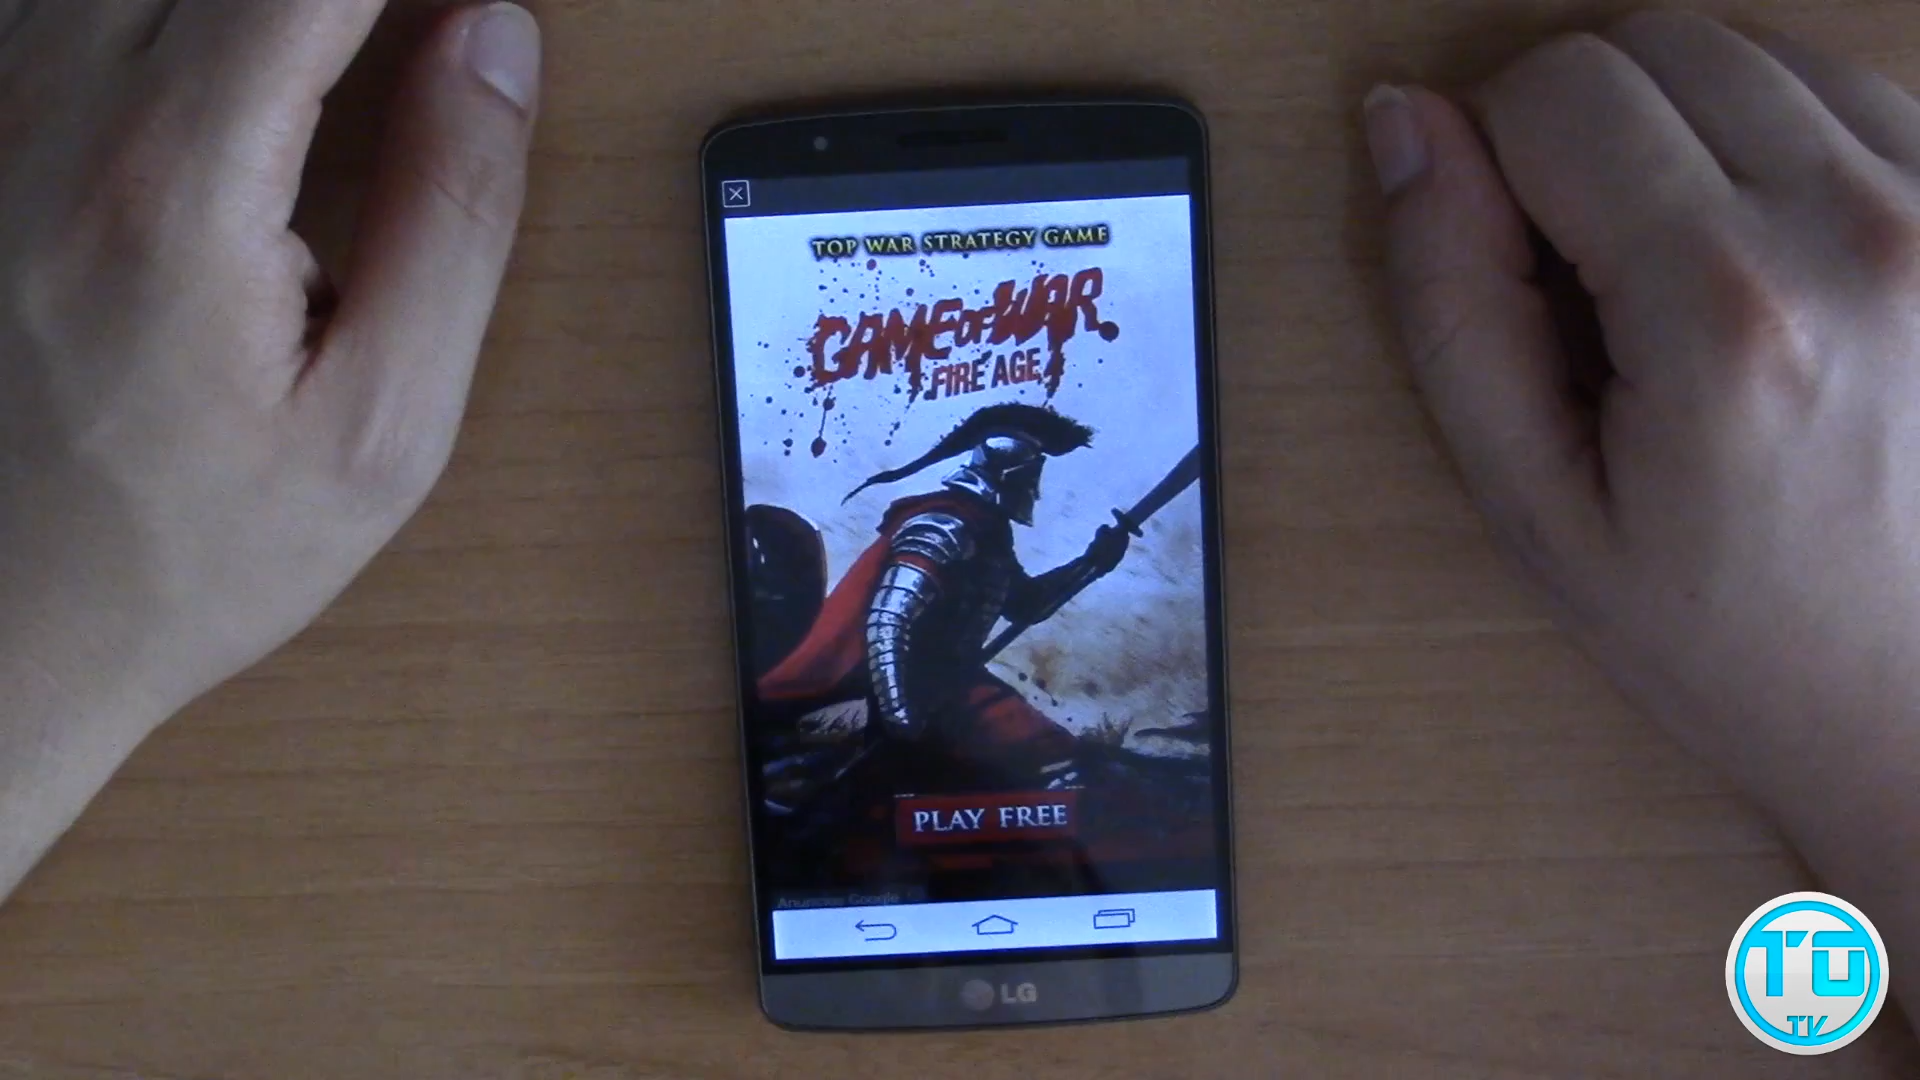 TOP WAR STRATEGY GAME
GAME OF WAR
FIRE AGE
PLAY FREE
Anuncios Google
LG
TU
TV